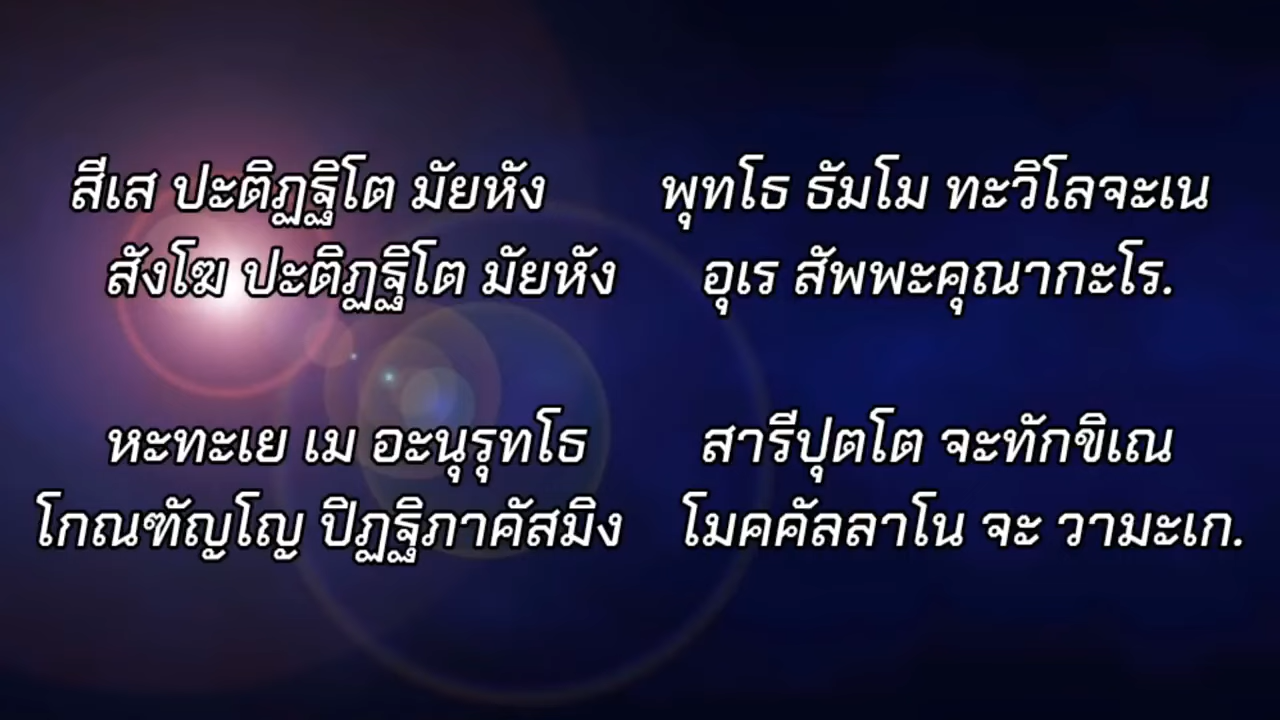 สีเส ปะติฏฐิโต มัยหัง พุทโธ ธัมโม ทะวิโลจะเน
สังโฆ ปะติฏฐิโต มัยหัง อุเร สัพพะคุณากะโร.
หะทะเย เม อะนุรุทโธ สารีปุตโต จะทักขิเณ
โกณฑัญโญ ปิฏฐิภาคัสมิง โมคคัลลาโน จะ วามะเก.